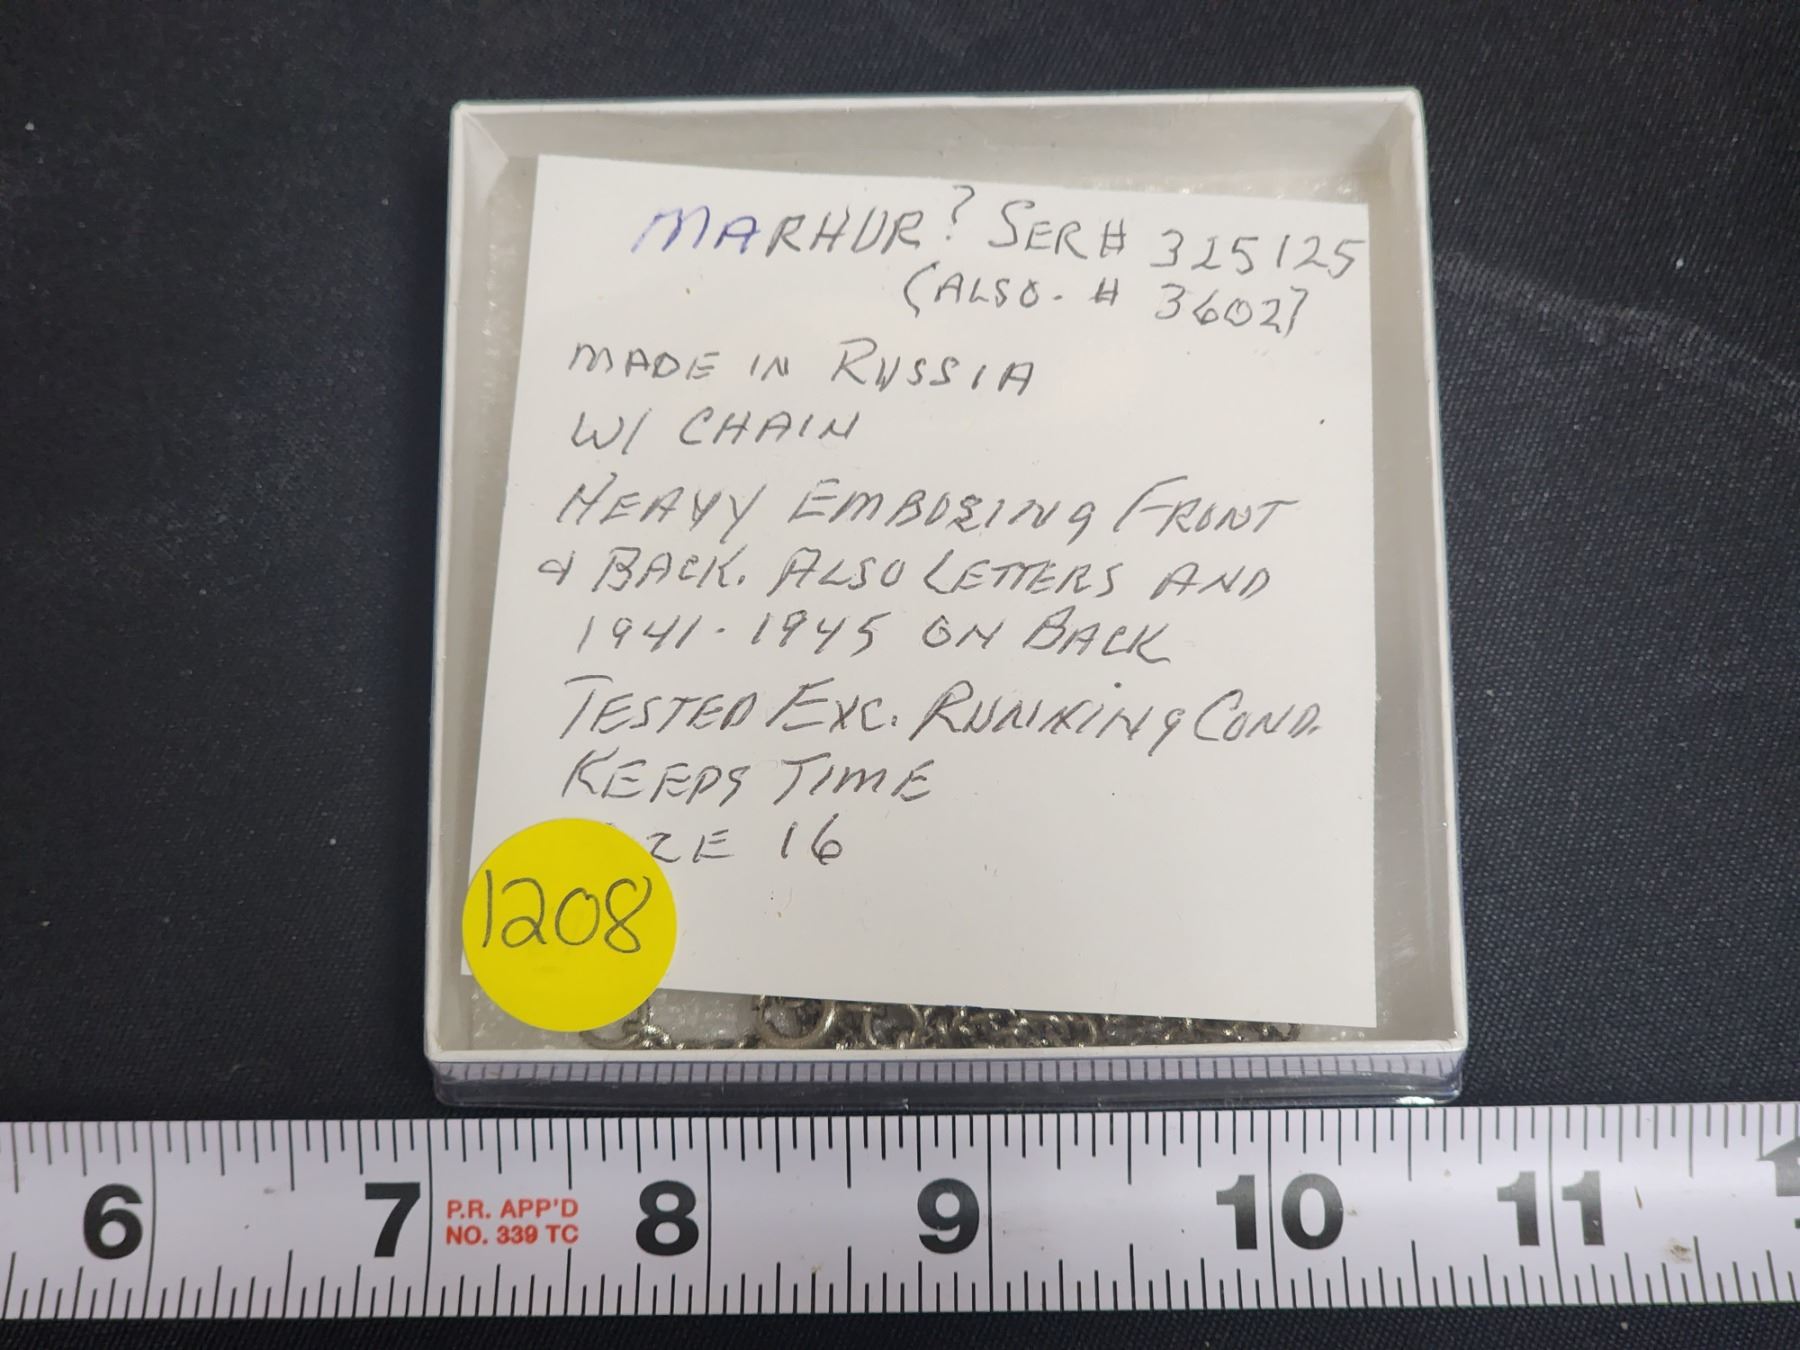 MARHUR? SER# 325125
(ALSO. # 3602)
MADE IN RUSSIA
W/ CHAIN
HEAVY EMBOSING FRONT
& BACK. ALSO LETTERS AND
1941-1945 ON BACK
TESTED EXC. RUNNING COND.
KEEPS TIME
ZE 16
1208
6 7 8 9 10 11
P.R. APP'D
NO. 339 TC